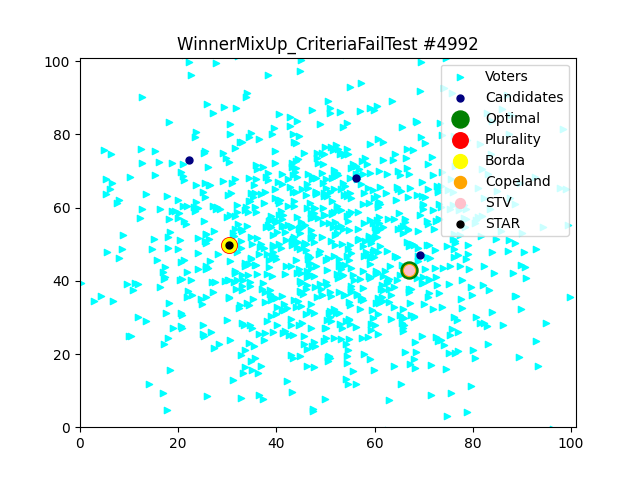 WinnerMixUp_CriteriaFailTest #4992
100
80
60
40
20
0
0
20
40
60
80
100
Voters
Candidates
Optimal
Plurality
Borda
Copeland
STV
STAR